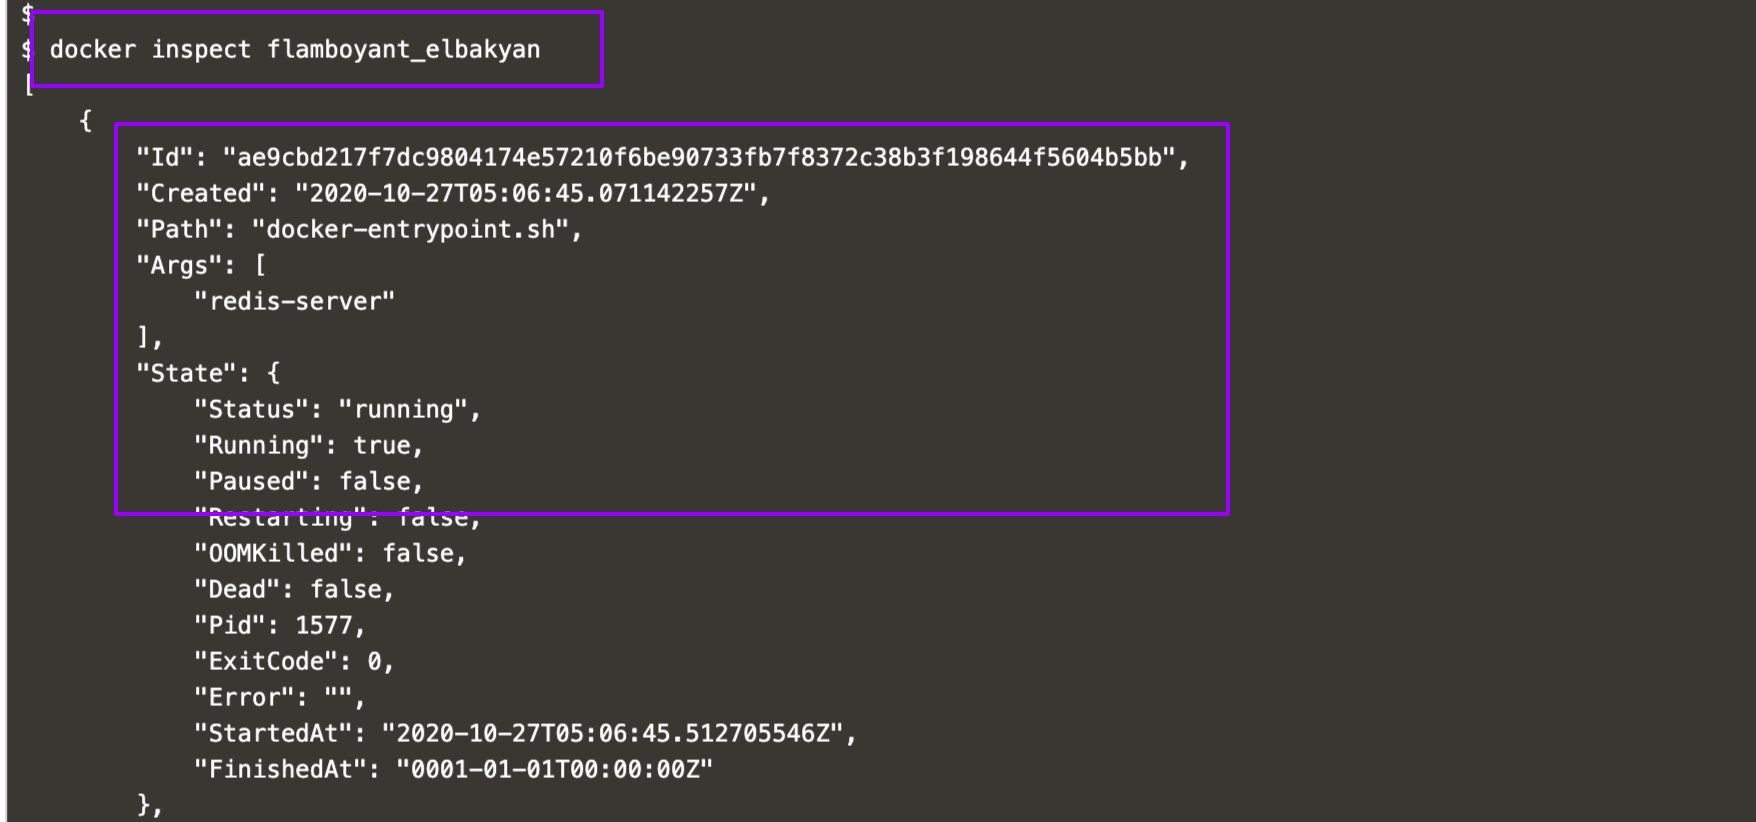 $
$ docker inspect flamboyant_elbakyan
[
    {
        "Id": "ae9cbd217f7dc9804174e57210f6be90733fb7f8372c38b3f198644f5604b5bb",
        "Created": "2020-10-27T05:06:45.071142257Z",
        "Path": "docker-entrypoint.sh",
        "Args": [
            "redis-server"
        ],
        "State": {
            "Status": "running",
            "Running": true,
            "Paused": false,
            "Restarting": false,
            "OOMKilled": false,
            "Dead": false,
            "Pid": 1577,
            "ExitCode": 0,
            "Error": "",
            "StartedAt": "2020-10-27T05:06:45.512705546Z",
            "FinishedAt": "0001-01-01T00:00:00Z"
        },